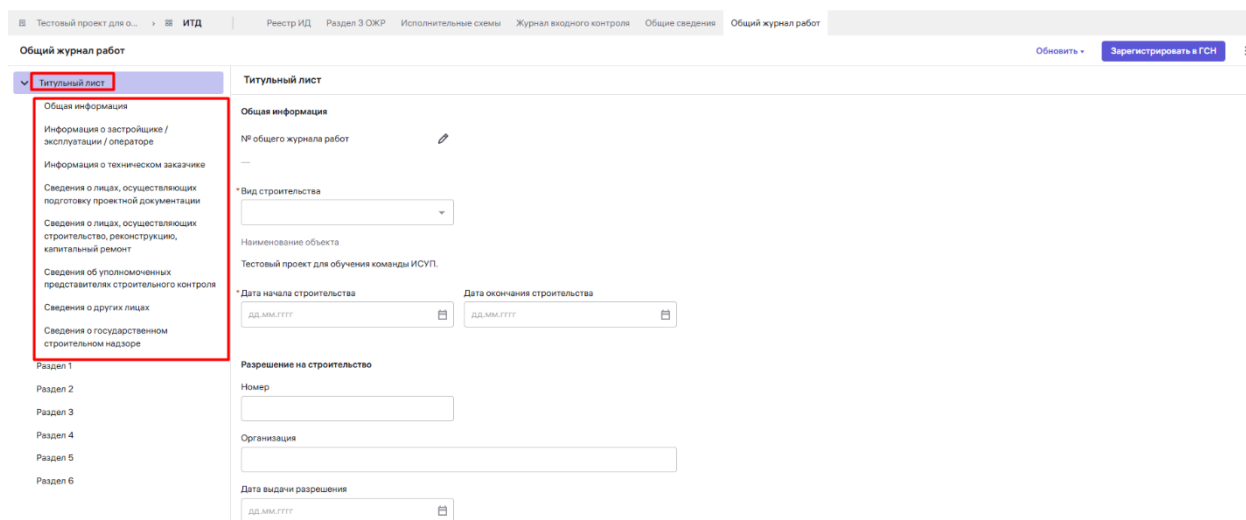 Тестовый проект для о... > ИТД Реестр ИД Раздел 3 ОЖР Исполнительные схемы Журнал входного контроля Общие сведения Общий журнал работ
Общий журнал работ Обновить Зарегистрировать в ГСН
Титульный лист
Общая информация
Информация о застройщике /
эксплуатации / операторе
Информация о техническом заказчике
Сведения о лицах, осуществляющих
подготовку проектной документации
Сведения о лицах, осуществляющих
строительство, реконструкцию,
капитальный ремонт
Сведения об уполномоченных
представителях строительного контроля
Сведения о других лицах
Сведения о государственном
строительном надзоре
Раздел 1
Раздел 2
Раздел 3
Раздел 4
Раздел 5
Раздел 6
Титульный лист
Общая информация
№ общего журнала работ
—
*Вид строительства
Наименование объекта
Тестовый проект для обучения команды ИСУП.
*Дата начала строительства Дата окончания строительства
дд.мм.гггг дд.мм.гггг
Разрешение на строительство
Номер
Организация
Дата выдачи разрешения
дд.мм.гггг